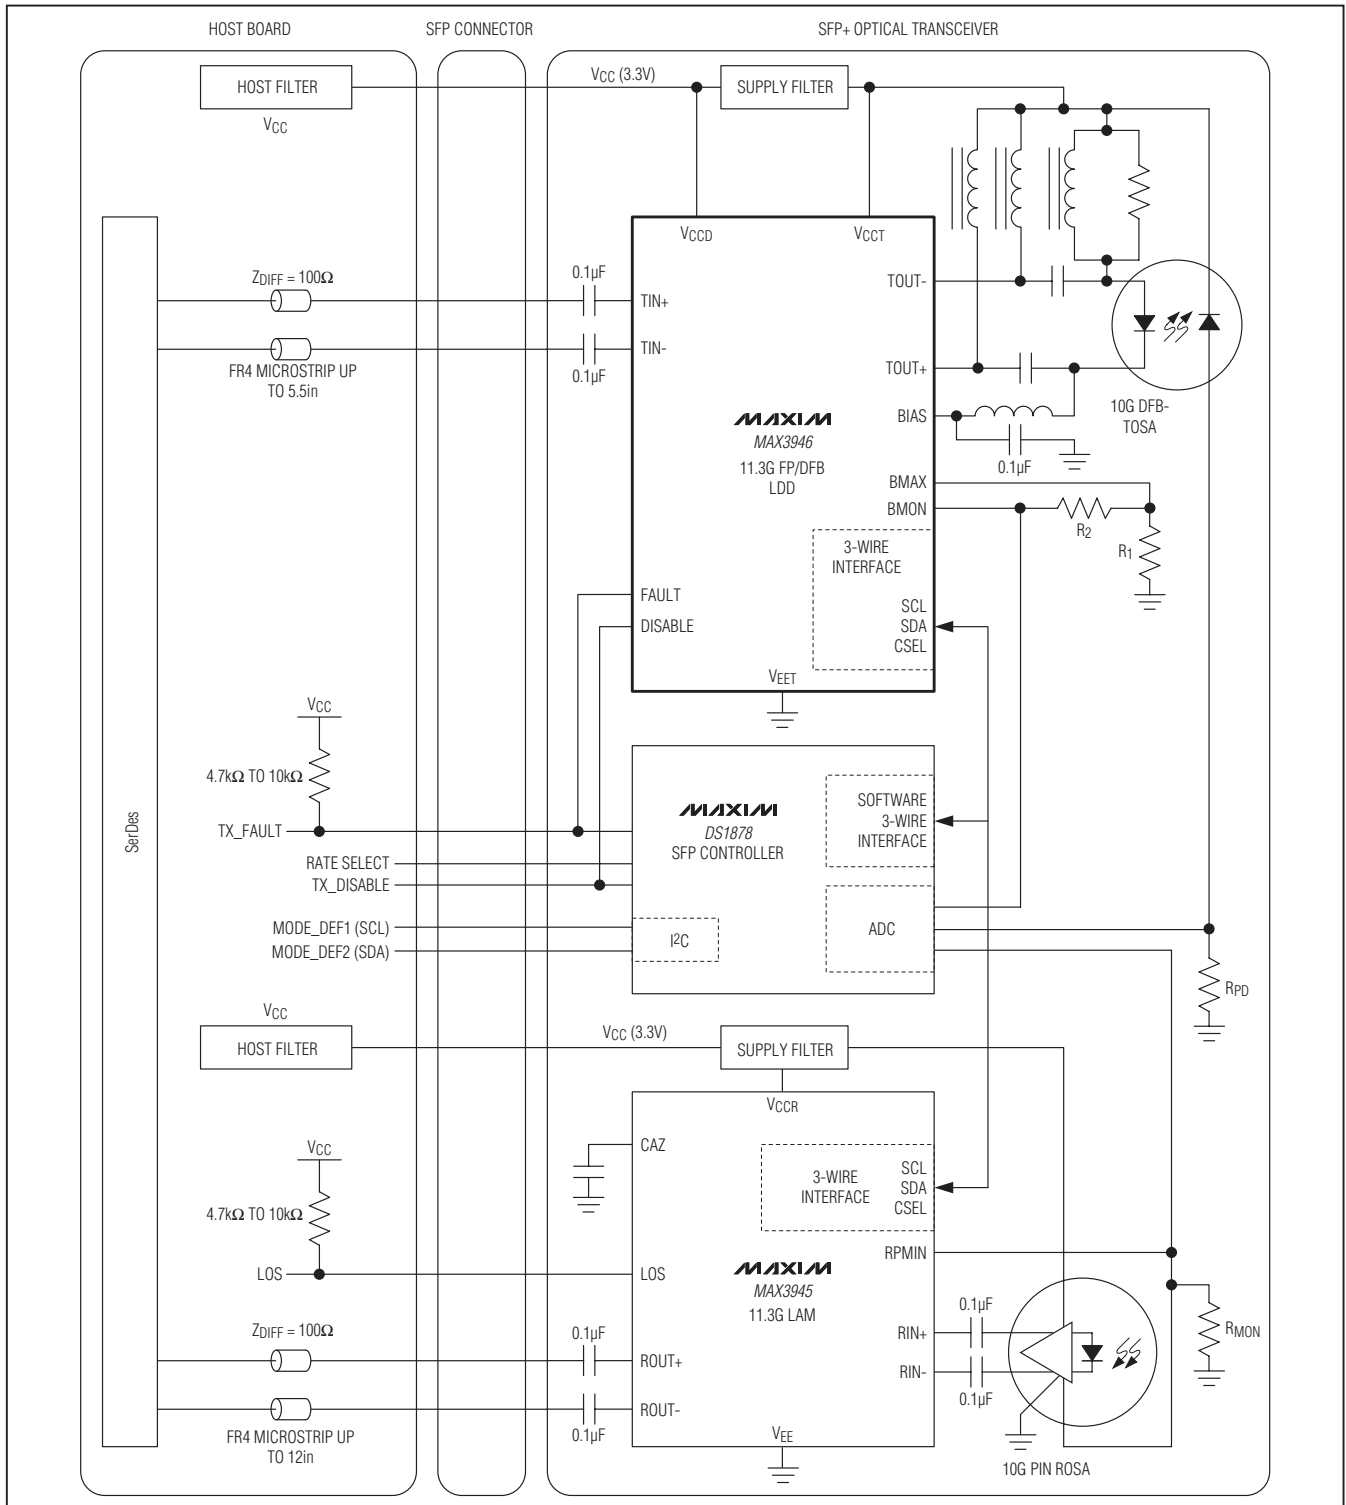 HOST BOARD
SFP CONNECTOR
SFP+ OPTICAL TRANSCEIVER
HOST FILTER
VCC
VCC (3.3V)
SUPPLY FILTER
VCCD
VCCT
ZDIFF = 100Ω
FR4 MICROSTRIP UP
TO 5.5in
0.1µF
0.1µF
TIN+
TIN-
TOUT-
TOUT+
BIAS
BMAX
BMON
MAXIM
MAX3946
11.3G FP/DFB
LDD
3-WIRE
INTERFACE
SCL
SDA
CSEL
FAULT
DISABLE
VEET
0.1µF
10G DFB-
TOSA
R2
R1
SerDes
VCC
4.7kΩ TO 10kΩ
TX_FAULT
RATE SELECT
TX_DISABLE
MODE_DEF1 (SCL)
MODE_DEF2 (SDA)
MAXIM
DS1878
SFP CONTROLLER
I2C
SOFTWARE
3-WIRE
INTERFACE
ADC
RPD
VCC
HOST FILTER
VCC (3.3V)
SUPPLY FILTER
VCCR
CAZ
3-WIRE
INTERFACE
SCL
SDA
CSEL
RPMIN
VCC
4.7kΩ TO 10kΩ
LOS
LOS
MAXIM
MAX3945
11.3G LAM
ZDIFF = 100Ω
FR4 MICROSTRIP UP
TO 12in
0.1µF
0.1µF
ROUT+
ROUT-
VEE
RIN+
RIN-
0.1µF
0.1µF
RMON
10G PIN ROSA